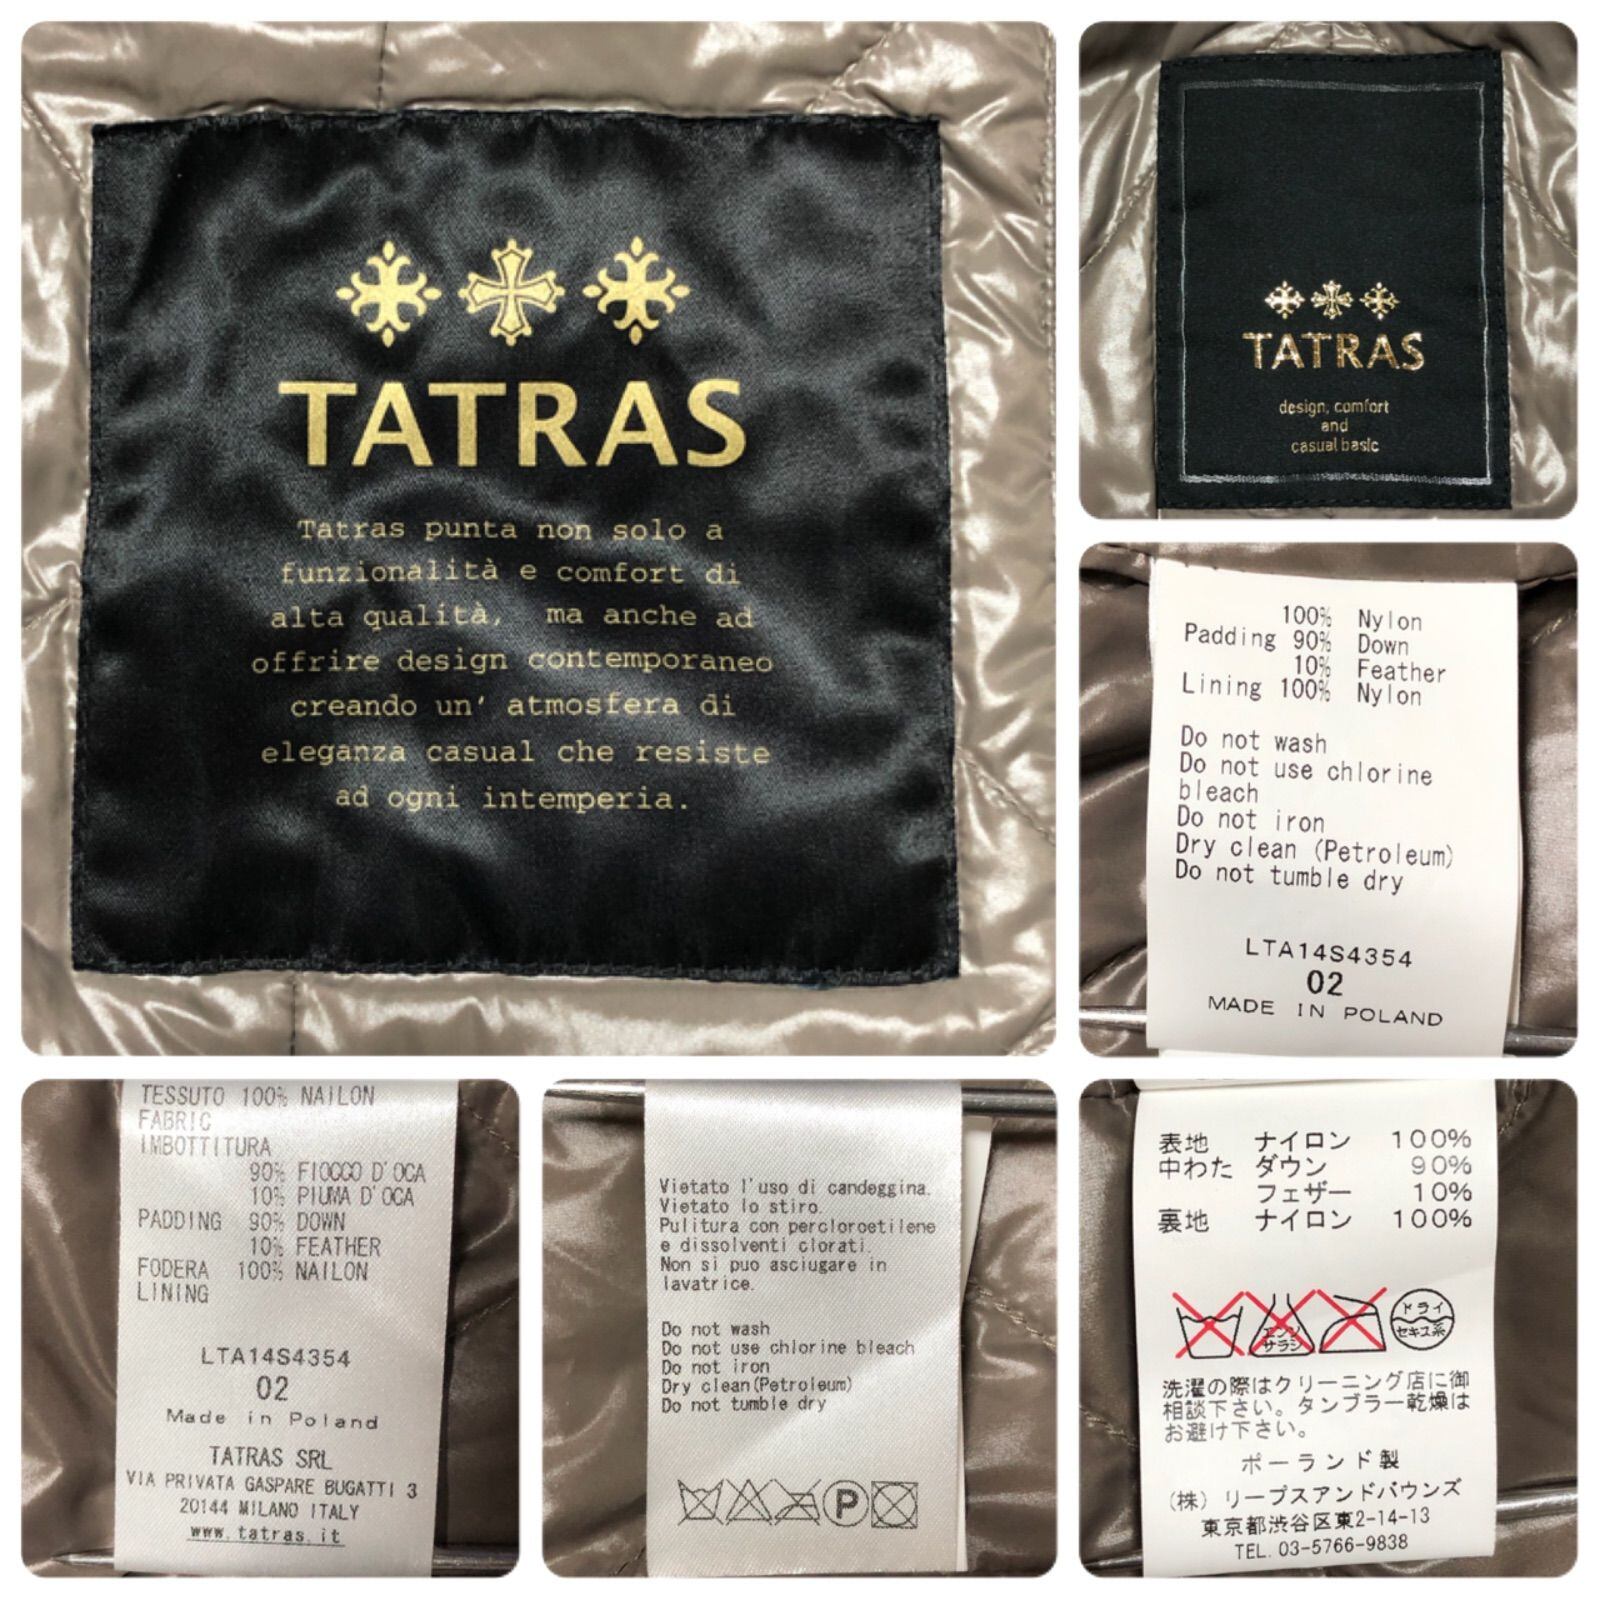 TATRAS
Tatras punta non solo a
funzionalità e comfort di
alta qualità, ma anche ad
offrire design contemporaneo
creando un' atmosfera di
eleganza casual che resiste
ad ogni intemperia.
TATRAS
design, comfort
and
casual basic
100% Nylon
Padding 90% Down
10% Feather
Lining 100% Nylon
Do not wash
Do not use chlorine
bleach
Do not iron
Dry clean (Petroleum)
Do not tumble dry
LTA14S4354
02
MADE IN POLAND
TESSUTO 100% NAILON
FABRIC
IMBOTTITURA
90% FIOCCO D'OCA
10% PIUMA D'OCA
PADDING 90% DOWN
10% FEATHER
FODERA 100% NAILON
LINING
LTA14S4354
02
Made in Poland
TATRAS SRL
VIA PRIVATA GASPARE BUGATTI 3
20144 MILANO ITALY
www.tatras.it
Vietato l'uso di candeggina.
Vietato lo stiro.
Pulitura con percloroetilene
e dissolventi clorati.
Non si puo asciugare in
lavatrice.
Do not wash
Do not use chlorine bleach
Do not iron
Dry clean(Petroleum)
Do not tumble dry
P
表地 ナイロン 100%
中わた ダウン 90%
フェザー 10%
裏地 ナイロン 100%
エンソ
サラシ
ドライ
セキユ系
洗濯の際はクリーニング店に御
相談下さい。タンブラー乾燥は
お避け下さい。
ポーランド製
(株) リープスアンドバウンズ
東京都渋谷区東2-14-13
TEL. 03-5766-9838